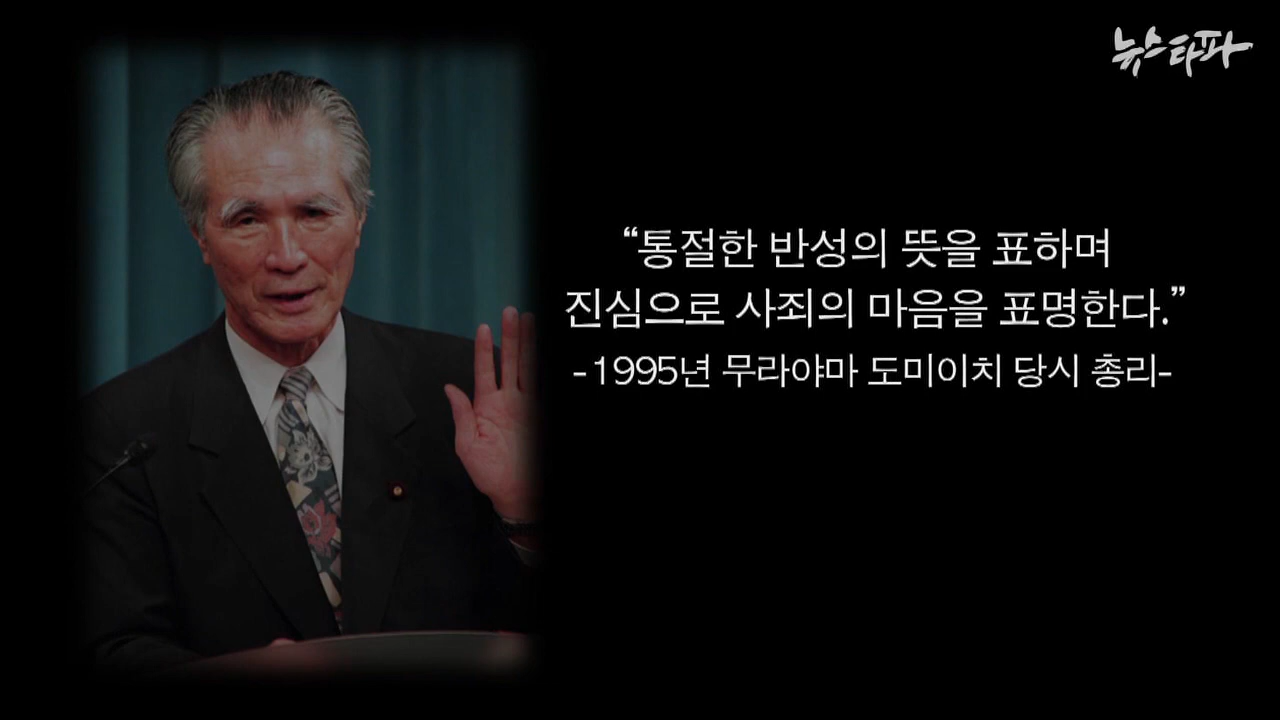 뉴스타파
“통절한 반성의 뜻을 표하며
진심으로 사죄의 마음을 표명한다.”
-1995년 무라야마 도미이치 당시 총리-